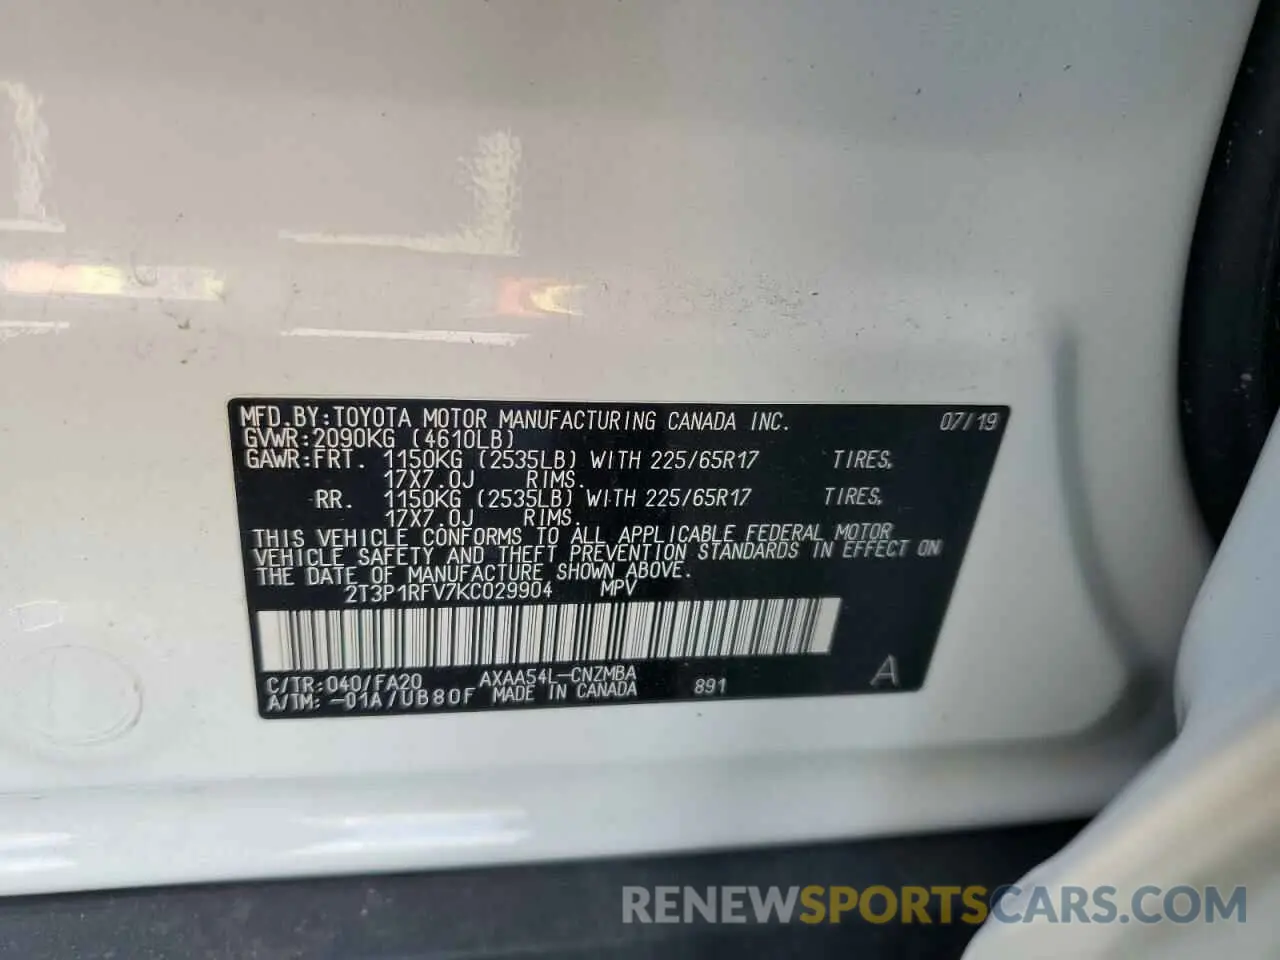 MFD.BY:TOYOTA MOTOR MANUFACTURING CANADA INC. 07/19
GVWR:2090KG (4610LB)
GAWR:FRT. 1150KG (2535LB) WITH 225/65R17 TIRES,
17X7.0J RIMS.
RR. 1150KG (2535LB) WITH 225/65R17 TIRES,
17X7.0J RIMS.
THIS VEHICLE CONFORMS TO ALL APPLICABLE FEDERAL MOTOR
VEHICLE SAFETY AND THEFT PREVENTION STANDARDS IN EFFECT ON
THE DATE OF MANUFACTURE SHOWN ABOVE.
2T3P1RFV7KC029904 MPV
C/TR:040/FA20 AXAA54L-CNZMBA 891 A
A/TM:-01A/UB80F MADE IN CANADA
RENEWSPORTSCARS.COM